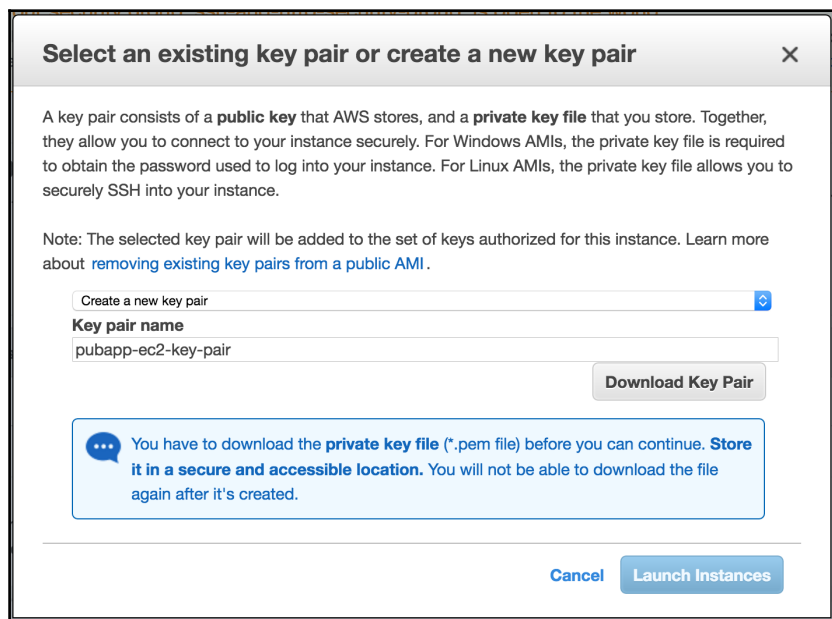 Select an existing key pair or create a new key pair
A key pair consists of a public key that AWS stores, and a private key file that you store. Together,
they allow you to connect to your instance securely. For Windows AMIs, the private key file is required
to obtain the password used to log into your instance. For Linux AMIs, the private key file allows you to
securely SSH into your instance.
Note: The selected key pair will be added to the set of keys authorized for this instance. Learn more
about removing existing key pairs from a public AMI.
Create a new key pair
Key pair name
pubapp-ec2-key-pair
Download Key Pair
You have to download the private key file (*.pem file) before you can continue. Store
it in a secure and accessible location. You will not be able to download the file
again after it's created.
Cancel Launch Instances